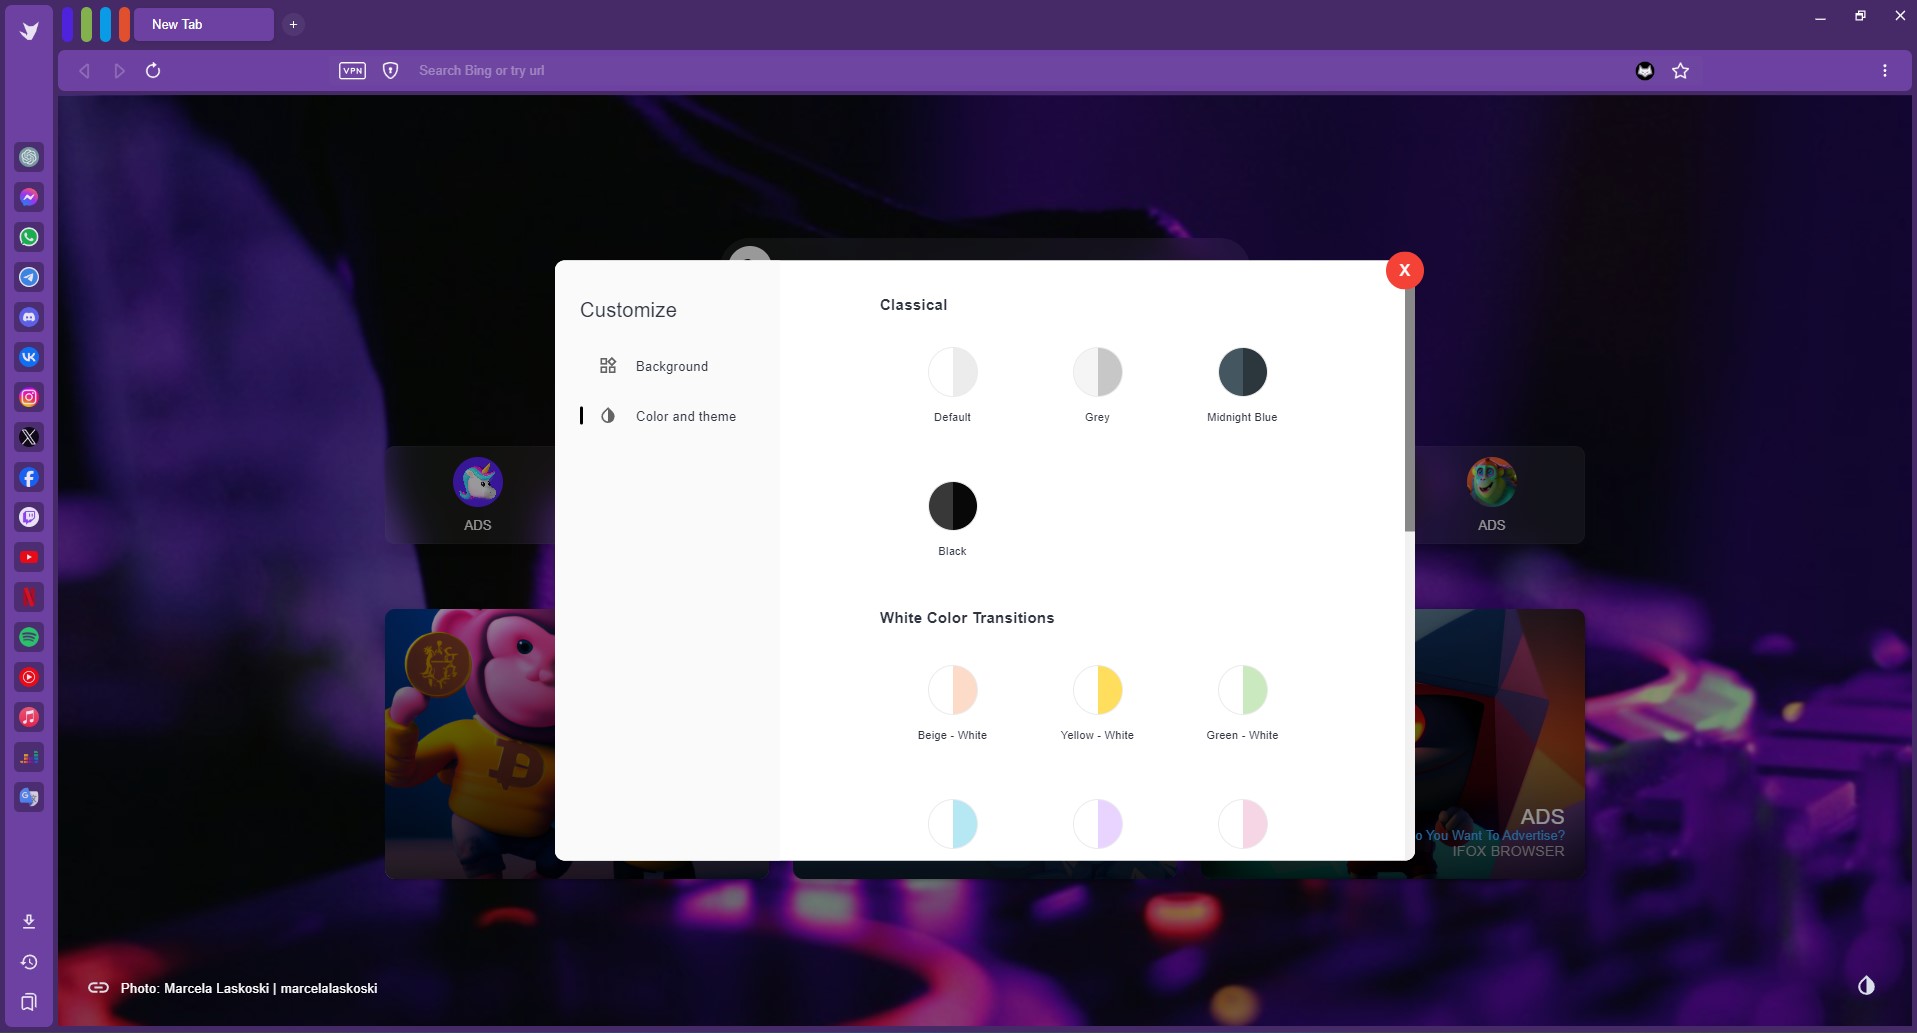 New Tab
VPN
Search Bing or try url
Customize
Background
Color and theme
X
Classical
Default
Grey
Midnight Blue
Black
White Color Transitions
Beige - White
Yellow - White
Green - White
ADS
ADS
ADS
o You Want To Advertise?
IFOX BROWSER
Photo: Marcela Laskoski | marcelalaskoski